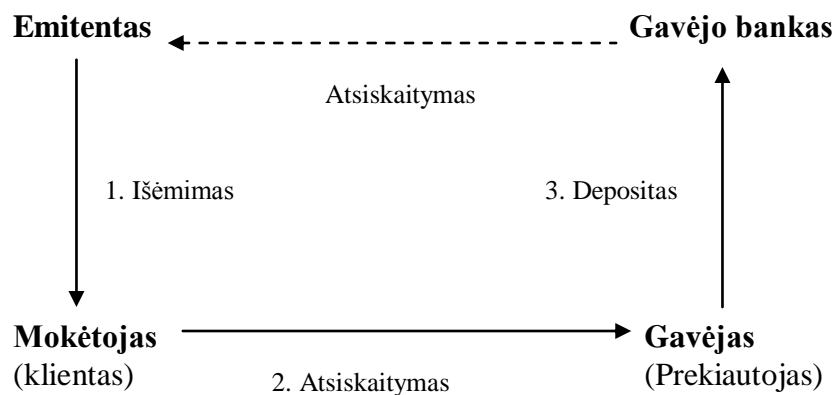 Emitentas
Gavėjo bankas
Atsiskaitymas
1. Išėmimas
3. Depositas
Mokėtojas
(klientas)
Gavėjas
(Prekiautojas)
2. Atsiskaitymas